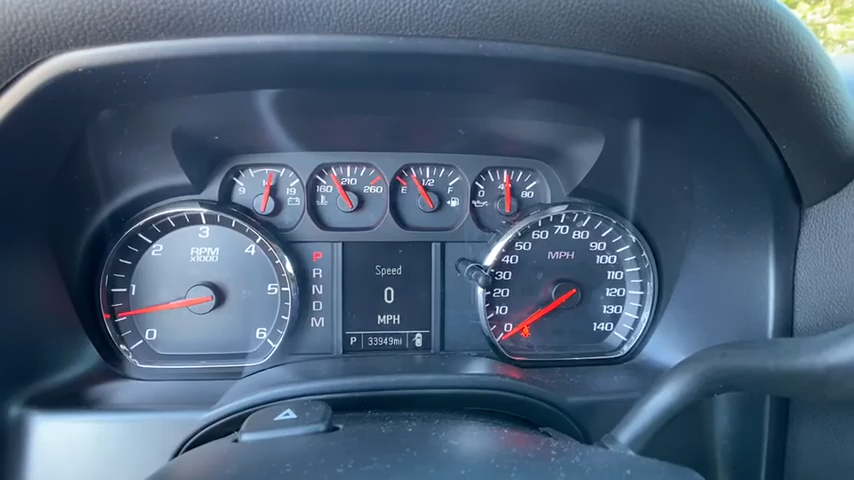 9 19
160 210 260
E 1/2 F
0 40 80
RPM
x1000
0 1 2 3 4 5 6
P
R
N
D
M
Speed
0
MPH
P 33949mi
MPH
0 10 20 30 40 50 60 70 80 90 100 110 120 130 140